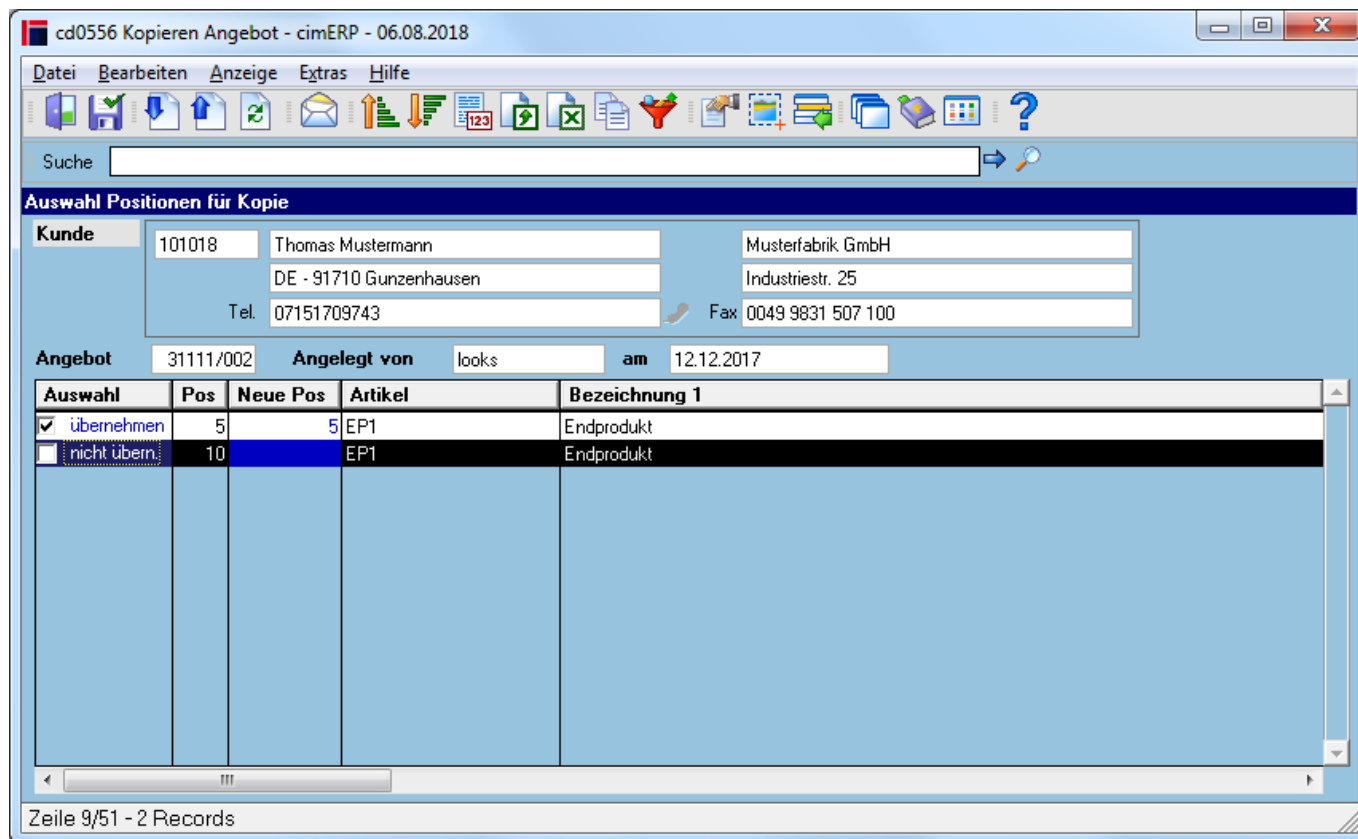 cd0556 Kopieren Angebot - cimERP - 06.08.2018
Datei Bearbeiten Anzeige Extras Hilfe
123
Suche
Auswahl Positionen für Kopie
Kunde 101018 Thomas Mustermann Musterfabrik GmbH
DE - 91710 Gunzenhausen Industriestr. 25
Tel. 07151709743 Fax 0049 9831 507 100
Angebot 31111/002 Angelegt von looks am 12.12.2017
Auswahl Pos Neue Pos Artikel Bezeichnung 1
übernehmen 5 5 EP1 Endprodukt
nicht übern. 10 EP1 Endprodukt
Zeile 9/51 - 2 Records